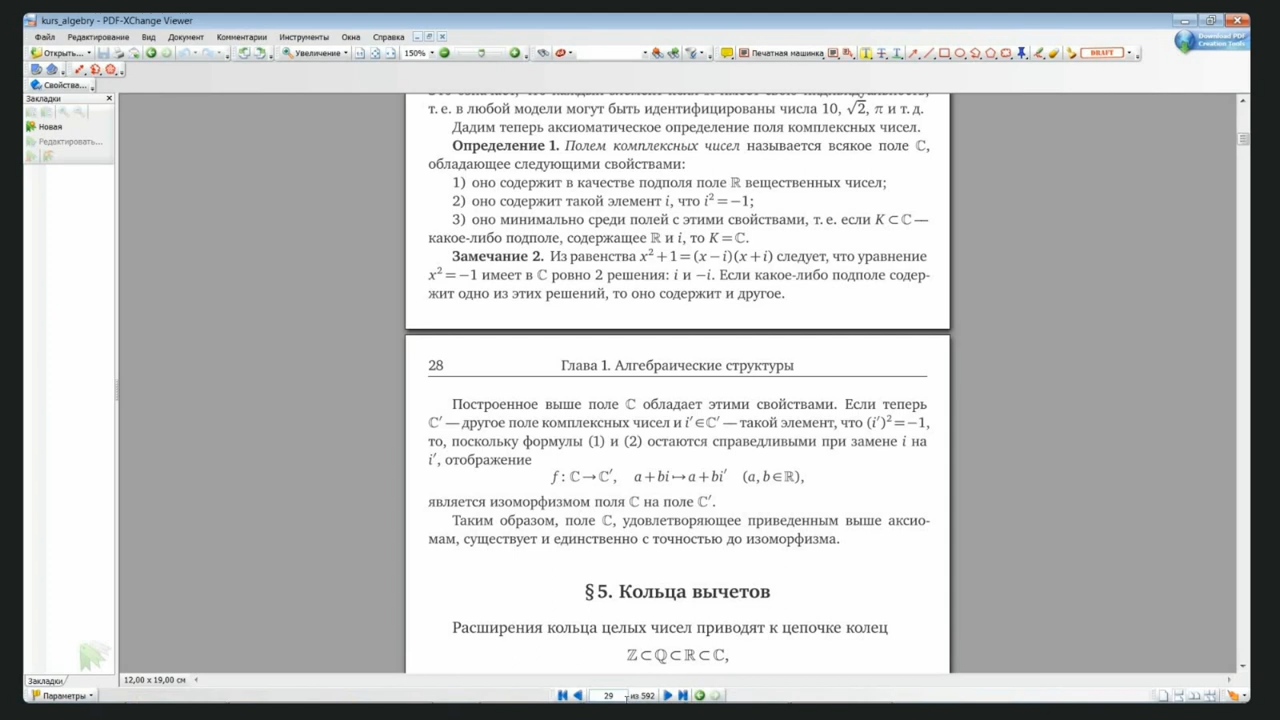 kurs_algebry - PDF-XChange Viewer
Файл Редактирование Вид Документ Комментарии Инструменты Окна Справка
Открыть... Увеличение 150% Печатная машинка DRAFT
Download PDF
Creation Tools
Свойства...
Закладки
Новая
Редактировать...
т. е. в любой модели могут быть идентифицированы числа 10, √2, π и т. д.
Дадим теперь аксиоматическое определение поля комплексных чисел.
Определение 1. Полем комплексных чисел называется всякое поле ℂ,
обладающее следующими свойствами:
1) оно содержит в качестве подполя поле ℝ вещественных чисел;
2) оно содержит такой элемент i, что i² = −1;
3) оно минимально среди полей с этими свойствами, т. е. если K ⊂ ℂ —
какое-либо подполе, содержащее ℝ и i, то K = ℂ.
Замечание 2. Из равенства x² + 1 = (x − i)(x + i) следует, что уравнение
x² = −1 имеет в ℂ ровно 2 решения: i и −i. Если какое-либо подполе содер-
жит одно из этих решений, то оно содержит и другое.
28 Глава 1. Алгебраические структуры
Построенное выше поле ℂ обладает этими свойствами. Если теперь
ℂ′ — другое поле комплексных чисел и i′ ∈ ℂ′ — такой элемент, что (i′)² = −1,
то, поскольку формулы (1) и (2) остаются справедливыми при замене i на
i′, отображение
f : ℂ → ℂ′, a + bi ↦ a + bi′ (a, b ∈ ℝ),
является изоморфизмом поля ℂ на поле ℂ′.
Таким образом, поле ℂ, удовлетворяющее приведенным выше аксио-
мам, существует и единственно с точностью до изоморфизма.
§ 5. Кольца вычетов
Расширения кольца целых чисел приводят к цепочке колец
ℤ ⊂ ℚ ⊂ ℝ ⊂ ℂ,
Закладки
12,00 x 19,00 см
Параметры
29 из 592